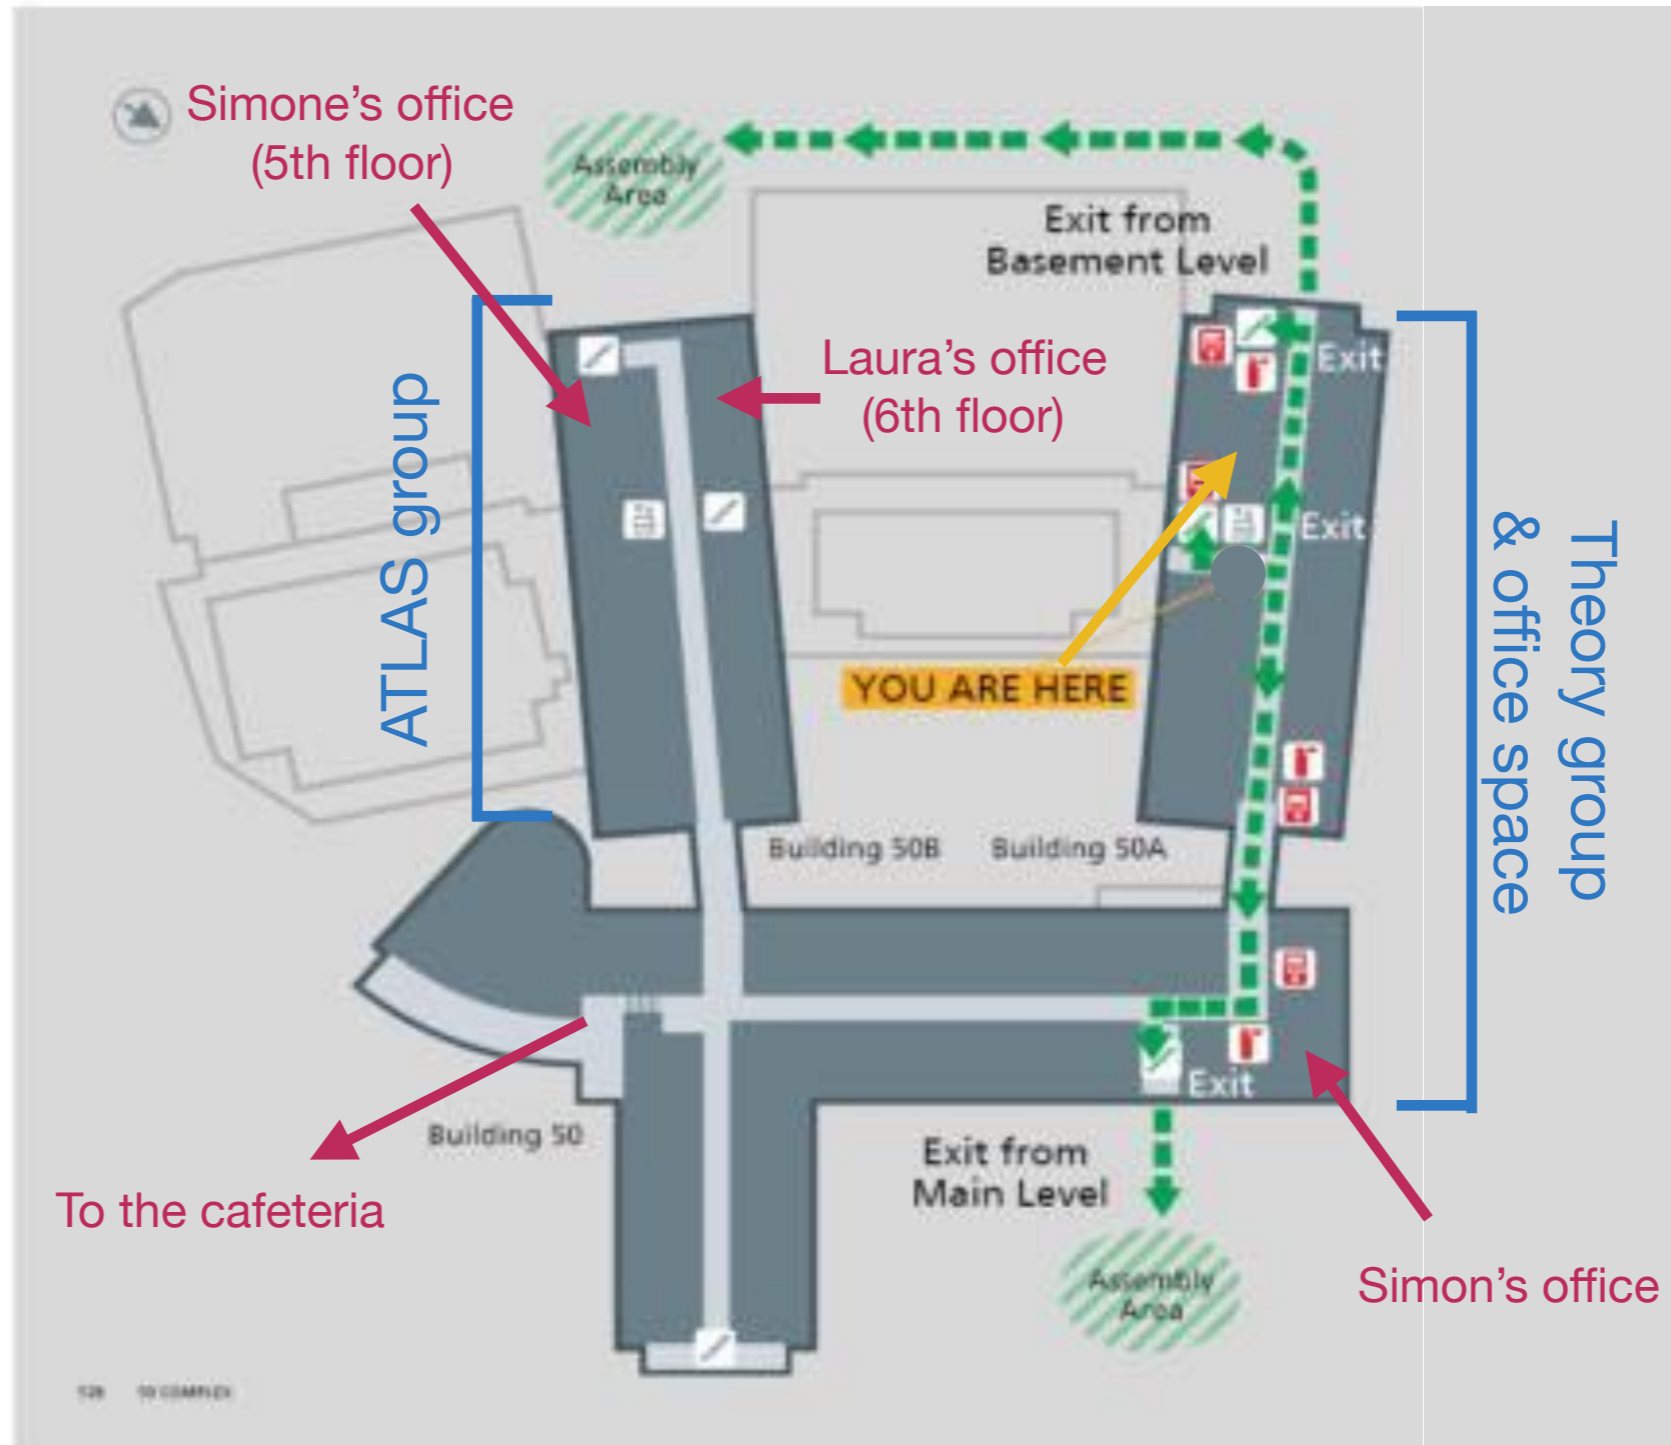 Simone’s office
(5th floor)
Assembly
Area
Exit from
Basement Level
Exit
Laura’s office
(6th floor)
ATLAS group
Exit
Theory group
& office space
YOU ARE HERE
Building 50B
Building 50A
Exit
Building 50
Exit from
Main Level
To the cafeteria
Assembly
Area
Simon’s office
50 COMPLEX